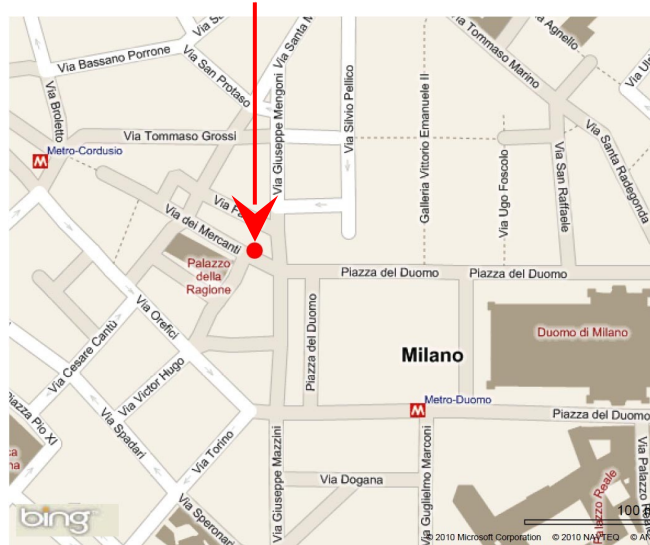 Via Agnello
Via Tommaso Marino
Via Bassano Porrone
Via San Protaso
Via Santa M
Via Silvio Pellico
Via Giuseppe Mengoni
Galleria Vittorio Emanuele II
Via Ugo Foscolo
Via San Raffaele
Via Santa Radegonda
Via Broletto
Via Tommaso Grossi
M
Metro-Cordusio
Via dei Mercanti
Palazzo
della
Ragione
Piazza del Duomo
Piazza del Duomo
Via Orefici
Piazza del Duomo
Duomo di Milano
Milano
Via Cesare Cantù
Via Victor Hugo
Metro-Duomo
M
Piazza del Duomo
Piazza Pio XI
Via Spadari
Via Torino
Via Giuseppe Mazzini
Via Guglielmo Marconi
Via Dogana
Via Palazzo
Palazzo Reale
Via Speronari
bing
100
© 2010 Microsoft Corporation © 2010 NAVTEQ © AN